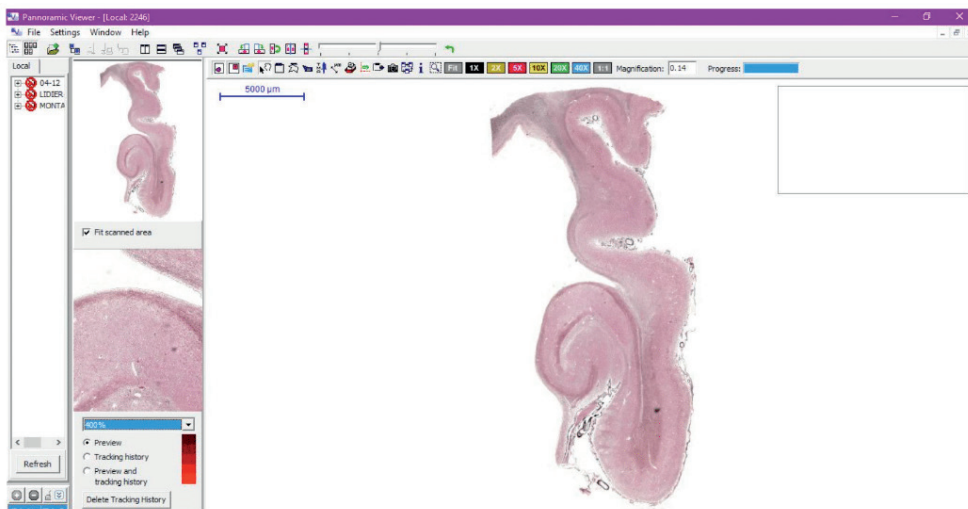 Pannoramic Viewer - [Local: 2246]
File Settings Window Help
Local
04-12
LIDIER
MONTA
Refresh
Fit scanned area
400%
Preview
Tracking history
Preview and
tracking history
Delete Tracking History
Fit 1X 2X 5X 10X 20X 40X 1:1 Magnification: 0.14 Progress:
5000 µm